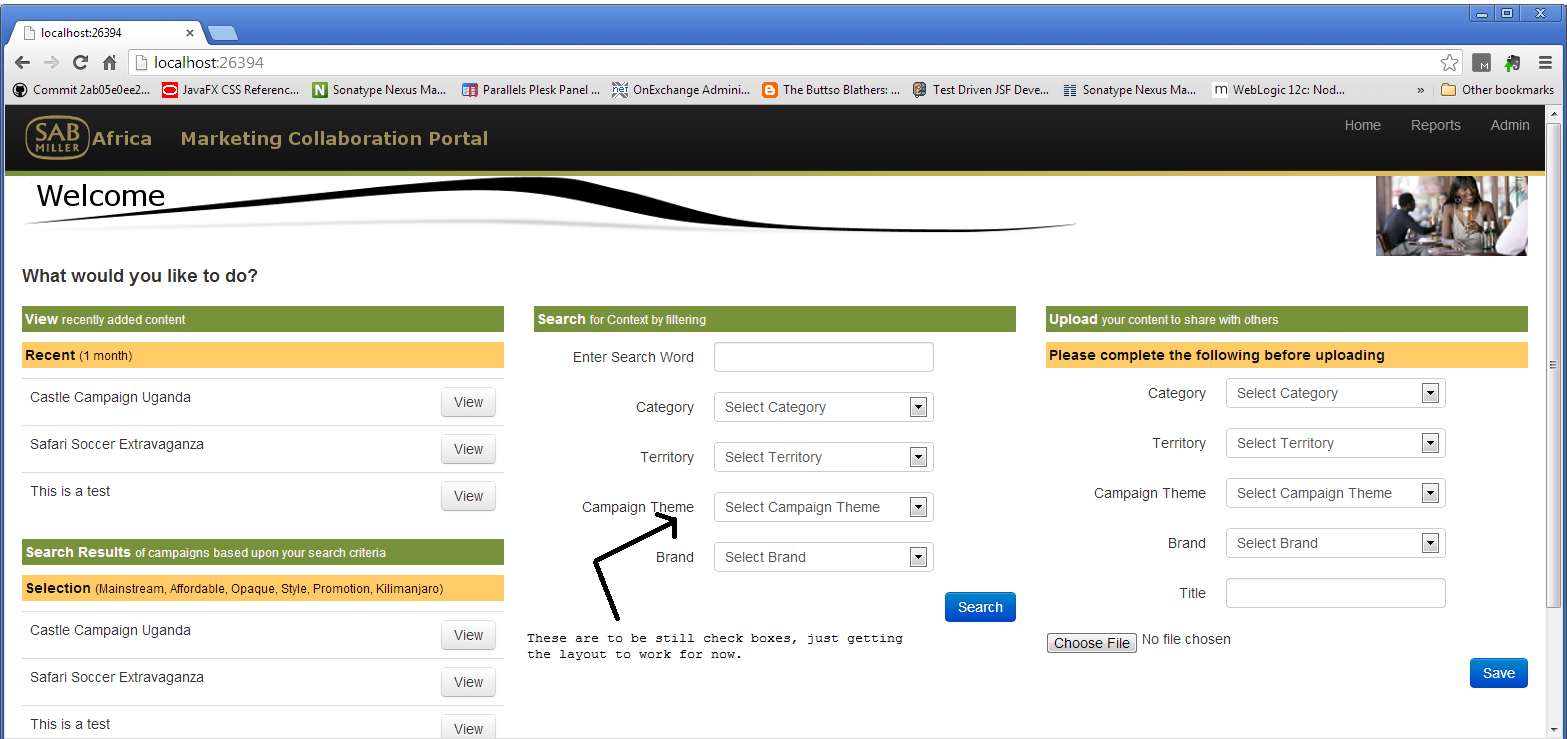 localhost:26394
localhost:26394
Commit 2ab05e0ee2... JavaFX CSS Referenc... Sonatype Nexus Ma... Parallels Plesk Panel ... OnExchange Admini... The Buttso Blathers: ... Test Driven JSF Deve... Sonatype Nexus Ma... WebLogic 12c: Nod... » Other bookmarks
SAB MILLER Africa Marketing Collaboration Portal Home Reports Admin
Welcome
What would you like to do?
View recently added content
Recent (1 month)
Castle Campaign Uganda View
Safari Soccer Extravaganza View
This is a test View
Search Results of campaigns based upon your search criteria
Selection (Mainstream, Affordable, Opaque, Style, Promotion, Kilimanjaro)
Castle Campaign Uganda View
Safari Soccer Extravaganza View
This is a test View
Search for Context by filtering
Enter Search Word
Category Select Category
Territory Select Territory
Campaign Theme Select Campaign Theme
Brand Select Brand
Search
These are to be still check boxes, just getting
the layout to work for now.
Upload your content to share with others
Please complete the following before uploading
Category Select Category
Territory Select Territory
Campaign Theme Select Campaign Theme
Brand Select Brand
Title
Choose File No file chosen
Save